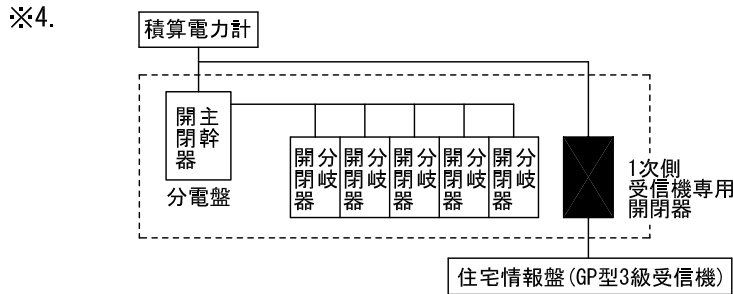 ※4.
積算電力計
主幹開閉器
分電盤
分岐開閉器
分岐開閉器
分岐開閉器
分岐開閉器
分岐開閉器
1次側
受信機専用
開閉器
住宅情報盤(GP型3級受信機)